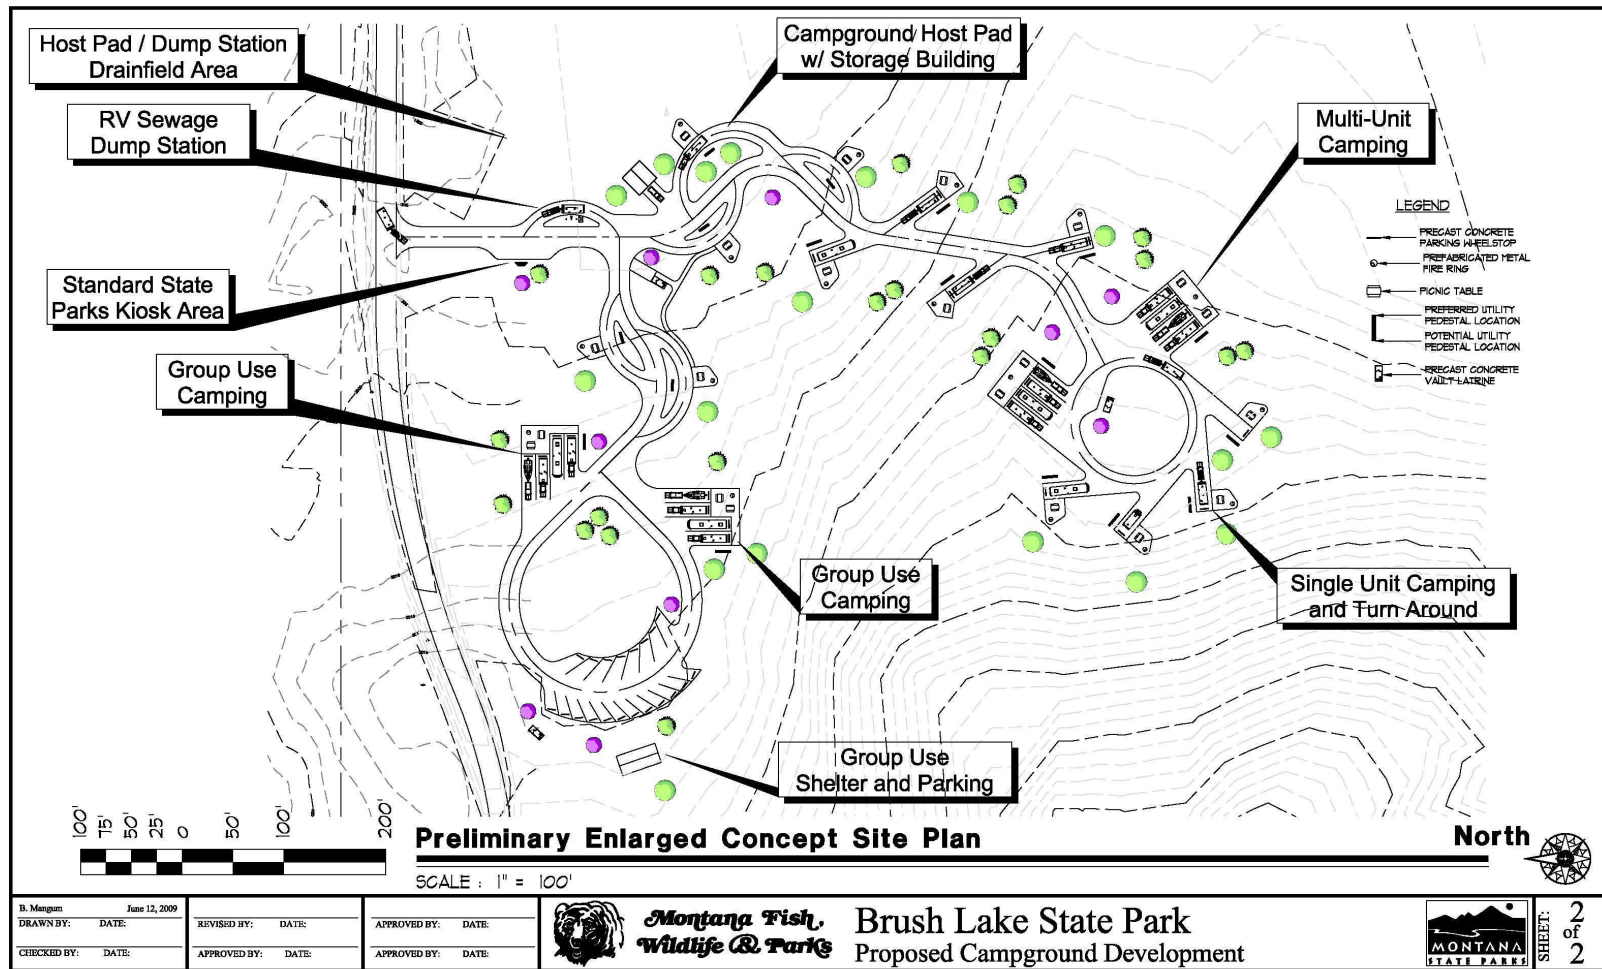 Host Pad / Dump Station
Drainfield Area
Campground Host Pad
w/ Storage Building
RV Sewage
Dump Station
Multi-Unit
Camping
LEGEND
PRECAST CONCRETE
PARKING WHEELSTOP
PREFABRICATED METAL
FIRE RING
PICNIC TABLE
PREFERRED UTILITY
PEDESTAL LOCATION
POTENTIAL UTILITY
PEDESTAL LOCATION
PRECAST CONCRETE
VAULT LATRINE
Standard State
Parks Kiosk Area
Group Use
Camping
Group Use
Camping
Single Unit Camping
and Turn Around
Group Use
Shelter and Parking
100' 75' 50' 25' 0 50' 100' 200'
Preliminary Enlarged Concept Site Plan
SCALE : 1" = 100'
North
B. Mangum June 12, 2009
DRAWN BY: DATE:
CHECKED BY: DATE:
REVISED BY: DATE:
APPROVED BY: DATE:
APPROVED BY: DATE:
APPROVED BY: DATE:
Montana Fish,
Wildlife & Parks
Brush Lake State Park
Proposed Campground Development
MONTANA
STATE PARKS
SHEET:
2
of
2